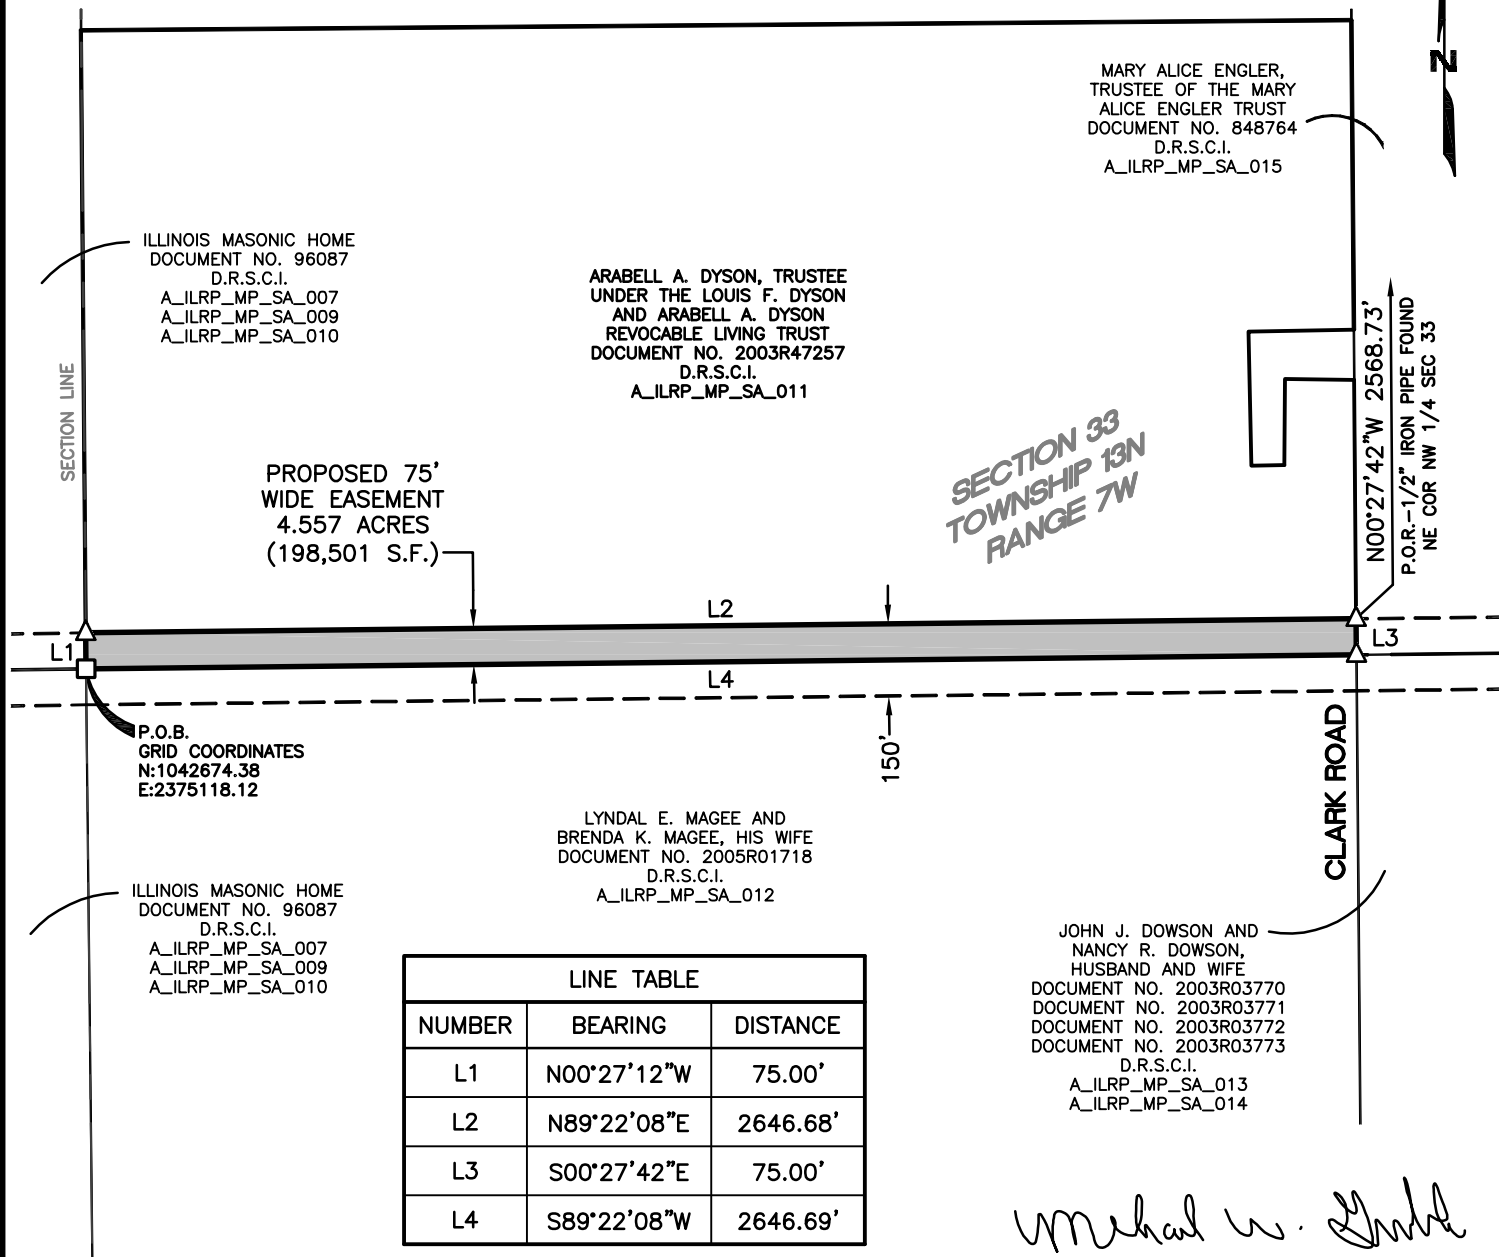 N
MARY ALICE ENGLER,
TRUSTEE OF THE MARY
ALICE ENGLER TRUST
DOCUMENT NO. 848764
D.R.S.C.I.
A_ILRP_MP_SA_015
ILLINOIS MASONIC HOME
DOCUMENT NO. 96087
D.R.S.C.I.
A_ILRP_MP_SA_007
A_ILRP_MP_SA_009
A_ILRP_MP_SA_010
ARABELL A. DYSON, TRUSTEE
UNDER THE LOUIS F. DYSON
AND ARABELL A. DYSON
REVOCABLE LIVING TRUST
DOCUMENT NO. 2003R47257
D.R.S.C.I.
A_ILRP_MP_SA_011
SECTION LINE
N00°27'42"W 2568.73'
P.O.R.-1/2" IRON PIPE FOUND
NE COR NW 1/4 SEC 33
SECTION 33
TOWNSHIP 13N
RANGE 7W
PROPOSED 75'
WIDE EASEMENT
4.557 ACRES
(198,501 S.F.)
L2
L1
L3
L4
P.O.B.
GRID COORDINATES
N:1042674.38
E:2375118.12
150'
CLARK ROAD
LYNDAL E. MAGEE AND
BRENDA K. MAGEE, HIS WIFE
DOCUMENT NO. 2005R01718
D.R.S.C.I.
A_ILRP_MP_SA_012
ILLINOIS MASONIC HOME
DOCUMENT NO. 96087
D.R.S.C.I.
A_ILRP_MP_SA_007
A_ILRP_MP_SA_009
A_ILRP_MP_SA_010
JOHN J. DOWSON AND
NANCY R. DOWSON,
HUSBAND AND WIFE
DOCUMENT NO. 2003R03770
DOCUMENT NO. 2003R03771
DOCUMENT NO. 2003R03772
DOCUMENT NO. 2003R03773
D.R.S.C.I.
A_ILRP_MP_SA_013
A_ILRP_MP_SA_014
LINE TABLE
NUMBER BEARING DISTANCE
L1 N00°27'12"W 75.00'
L2 N89°22'08"E 2646.68'
L3 S00°27'42"E 75.00'
L4 S89°22'08"W 2646.69'